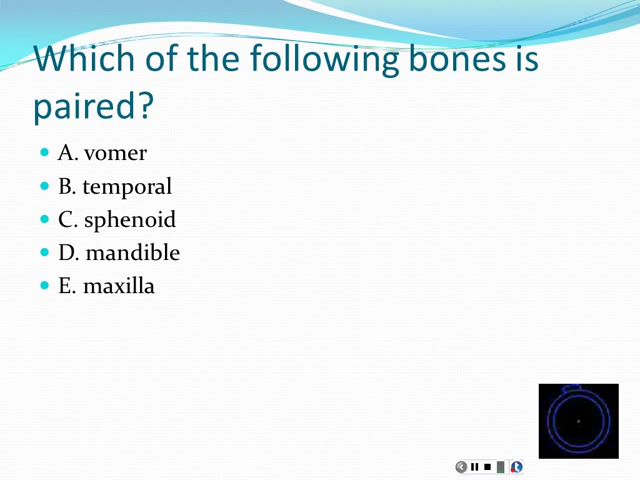 Which of the following bones is
paired?
A. vomer
B. temporal
C. sphenoid
D. mandible
E. maxilla